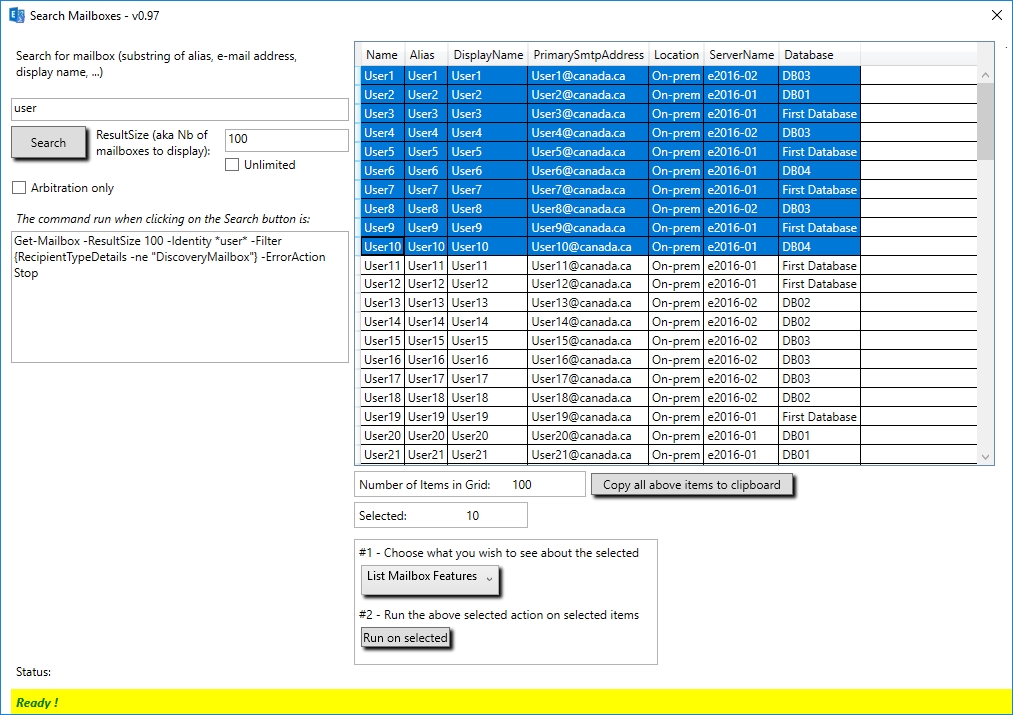 Search Mailboxes - v0.97
Search for mailbox (substring of alias, e-mail address,
display name, ...)
user
Search
ResultSize (aka Nb of
mailboxes to display):
100
Unlimited
Arbitration only
The command run when clicking on the Search button is:
Get-Mailbox -ResultSize 100 -Identity *user* -Filter
{RecipientTypeDetails -ne "DiscoveryMailbox"} -ErrorAction
Stop
Name Alias DisplayName PrimarySmtpAddress Location ServerName Database
User1 User1 User1 User1@canada.ca On-prem e2016-02 DB03
User2 User2 User2 User2@canada.ca On-prem e2016-02 DB01
User3 User3 User3 User3@canada.ca On-prem e2016-01 First Database
User4 User4 User4 User4@canada.ca On-prem e2016-02 DB03
User5 User5 User5 User5@canada.ca On-prem e2016-01 First Database
User6 User6 User6 User6@canada.ca On-prem e2016-02 DB04
User7 User7 User7 User7@canada.ca On-prem e2016-01 First Database
User8 User8 User8 User8@canada.ca On-prem e2016-02 DB03
User9 User9 User9 User9@canada.ca On-prem e2016-01 First Database
User10 User10 User10 User10@canada.ca On-prem e2016-02 DB04
User11 User11 User11 User11@canada.ca On-prem e2016-01 First Database
User12 User12 User12 User12@canada.ca On-prem e2016-01 First Database
User13 User13 User13 User13@canada.ca On-prem e2016-02 DB02
User14 User14 User14 User14@canada.ca On-prem e2016-02 DB02
User15 User15 User15 User15@canada.ca On-prem e2016-02 DB03
User16 User16 User16 User16@canada.ca On-prem e2016-02 DB03
User17 User17 User17 User17@canada.ca On-prem e2016-02 DB03
User18 User18 User18 User18@canada.ca On-prem e2016-02 DB02
User19 User19 User19 User19@canada.ca On-prem e2016-01 First Database
User20 User20 User20 User20@canada.ca On-prem e2016-01 DB01
User21 User21 User21 User21@canada.ca On-prem e2016-01 DB01
Number of Items in Grid: 100
Copy all above items to clipboard
Selected: 10
#1 - Choose what you wish to see about the selected
List Mailbox Features
#2 - Run the above selected action on selected items
Run on selected
Status:
Ready !